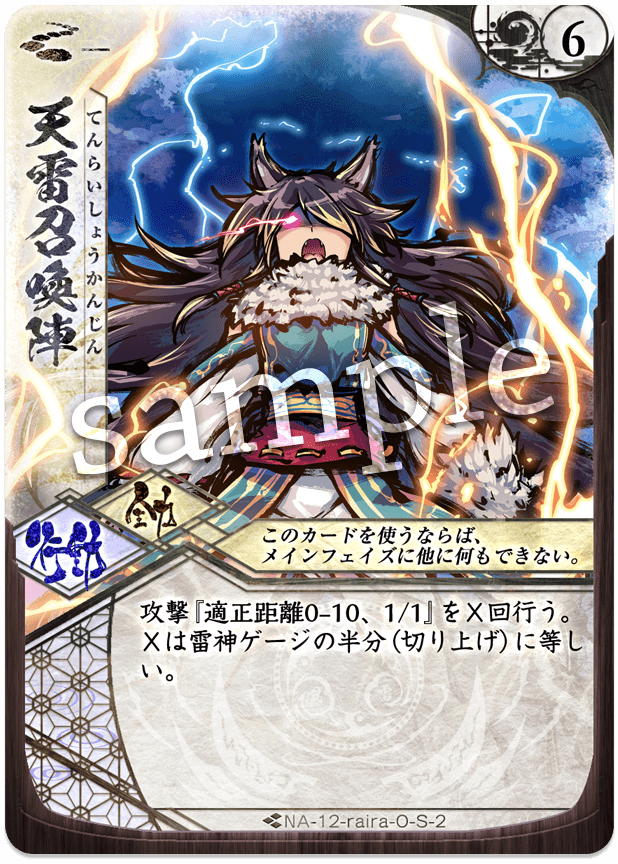 6
天雷召喚陣
てんらいしょうかんじん
sample
行動
全力
このカードを使うならば、
メインフェイズに他に何もできない。
攻撃『適正距離0-10、1/1』をX回行う。
Xは雷神ゲージの半分(切り上げ)に等し
い。
NA-12-raira-O-S-2